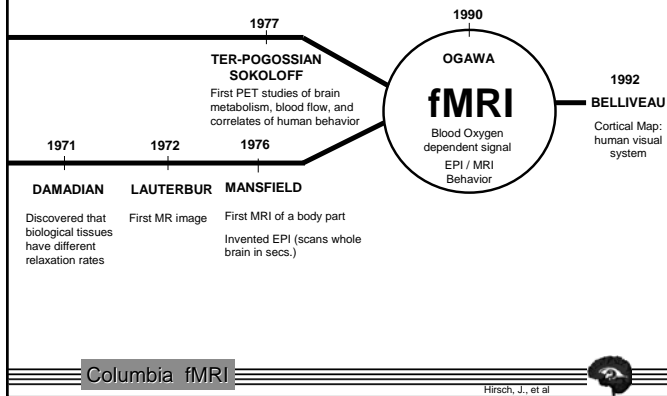 1977
TER-POGOSSIAN
SOKOLOFF
First PET studies of brain
metabolism, blood flow, and
correlates of human behavior
1990
OGAWA
fMRI
Blood Oxygen
dependent signal
EPI / MRI
Behavior
1992
BELLIVEAU
Cortical Map:
human visual
system
1971
DAMADIAN
Discovered that
biological tissues
have different
relaxation rates
1972
LAUTERBUR
First MR image
1976
MANSFIELD
First MRI of a body part
Invented EPI (scans whole
brain in secs.)
Columbia fMRI
Hirsch, J., et al